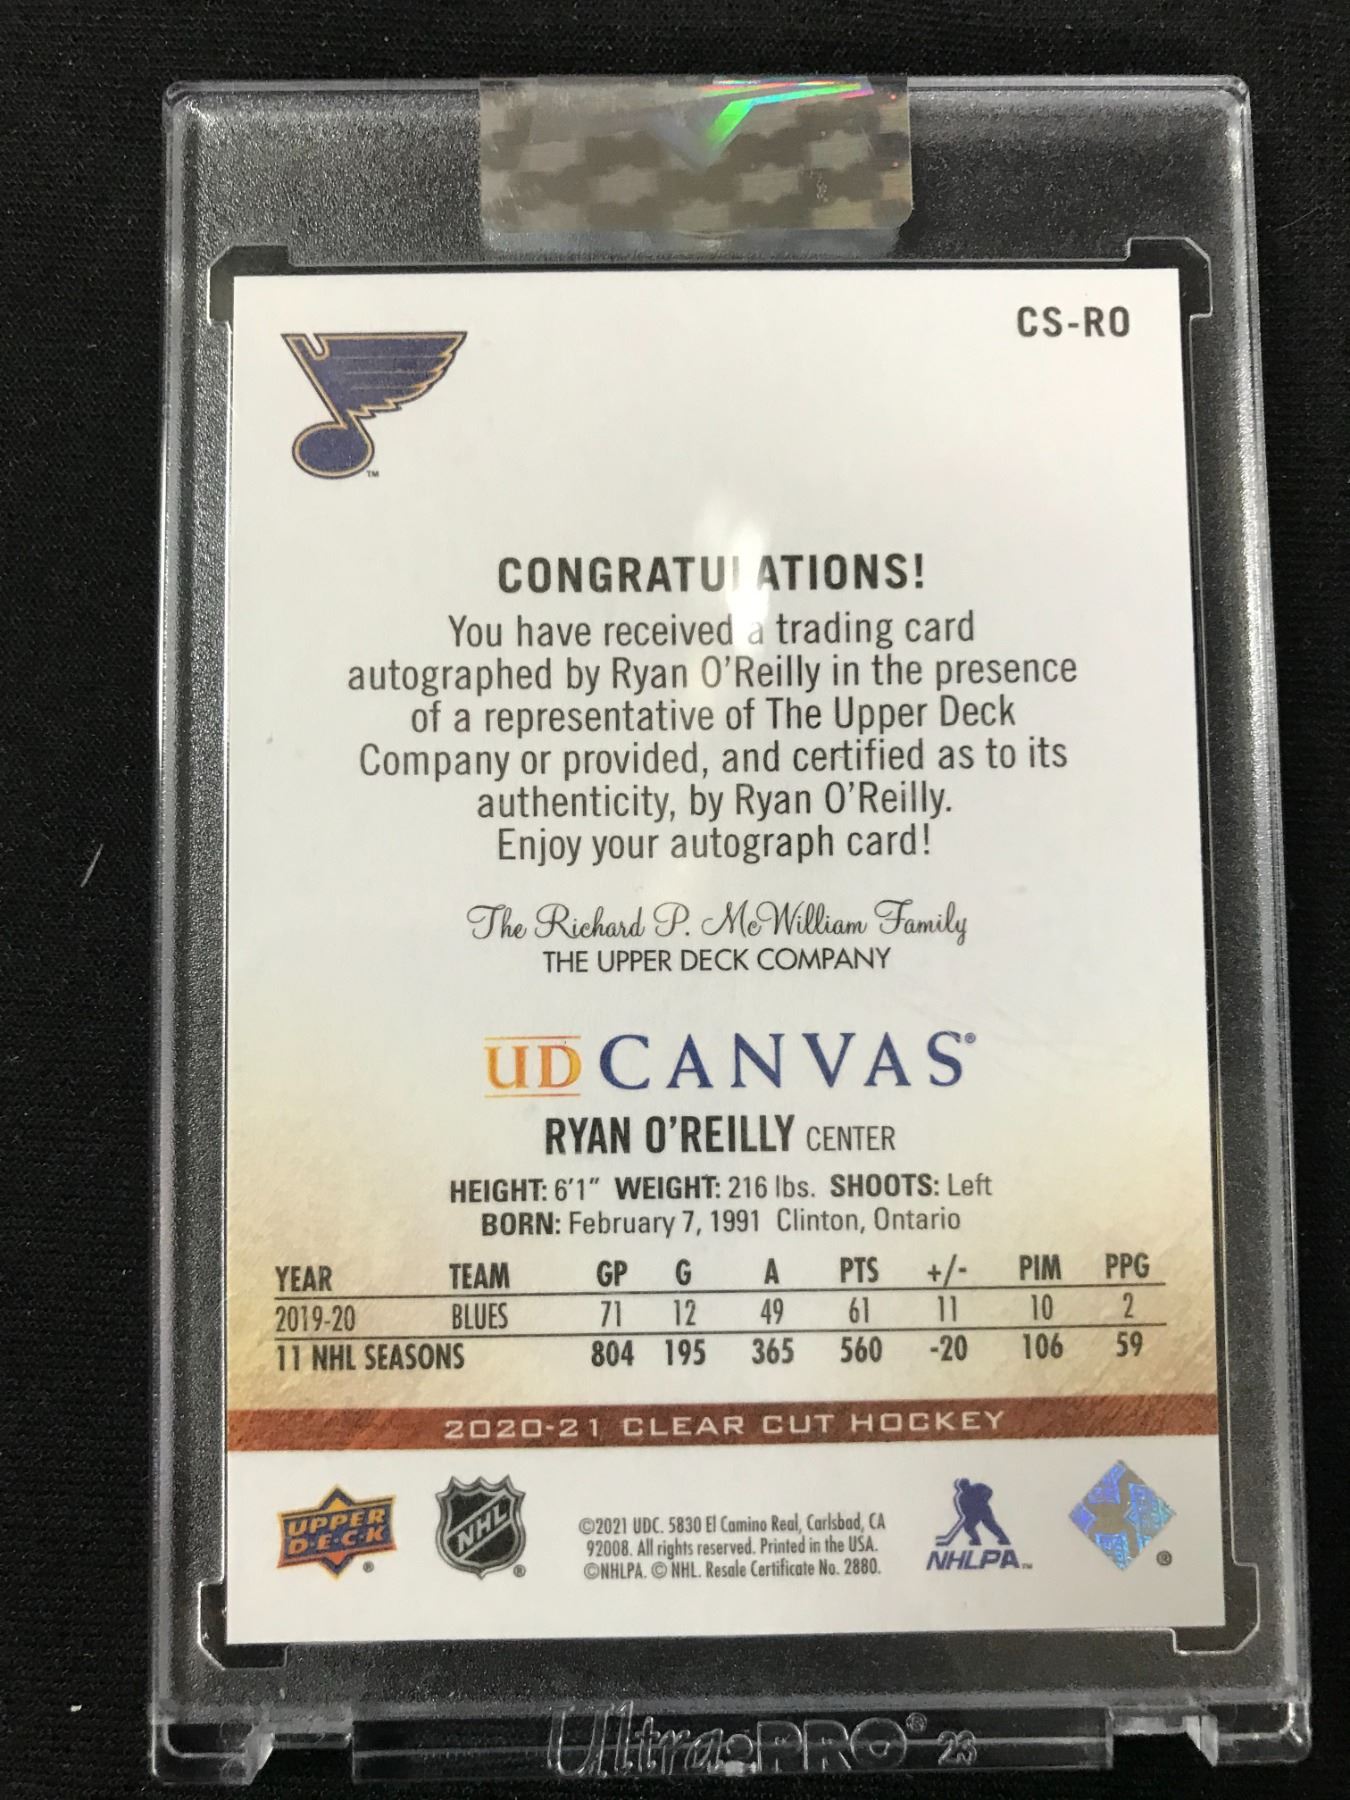 CS-RO
TM
CONGRATULATIONS!
You have received a trading card
autographed by Ryan O'Reilly in the presence
of a representative of The Upper Deck
Company or provided, and certified as to its
authenticity, by Ryan O'Reilly.
Enjoy your autograph card!
The Richard P. McWilliam Family
THE UPPER DECK COMPANY
UD CANVAS®
RYAN O'REILLY CENTER
HEIGHT: 6'1" WEIGHT: 216 lbs. SHOOTS: Left
BORN: February 7, 1991 Clinton, Ontario
YEAR TEAM GP G A PTS +/- PIM PPG
2019-20 BLUES 71 12 49 61 11 10 2
11 NHL SEASONS 804 195 365 560 -20 106 59
2020-21 CLEAR CUT HOCKEY
UPPER
D·E·C·K
®
NHL
®
©2021 UDC. 5830 El Camino Real, Carlsbad, CA
92008. All rights reserved. Printed in the USA.
©NHLPA. © NHL. Resale Certificate No. 2880.
NHLPA™
®
Ultra·PRO® 23